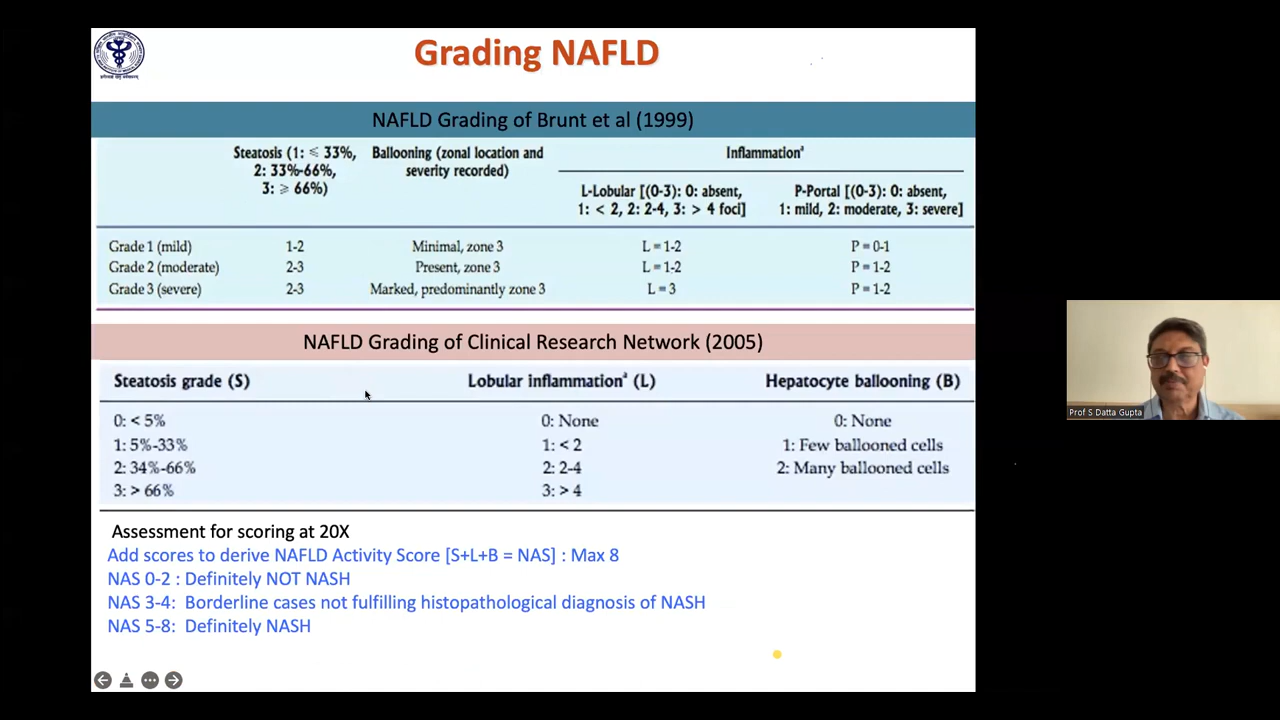 Grading NAFLD
NAFLD Grading of Brunt et al (1999)
Steatosis (1: ⩽ 33%,
2: 33%-66%,
3: ⩾ 66%)
Ballooning (zonal location and
severity recorded)
Inflammationᵃ
L-Lobular [(0-3): 0: absent,
1: < 2, 2: 2-4, 3: > 4 foci]
P-Portal [(0-3): 0: absent,
1: mild, 2: moderate, 3: severe]
Grade 1 (mild) 1-2 Minimal, zone 3 L = 1-2 P = 0-1
Grade 2 (moderate) 2-3 Present, zone 3 L = 1-2 P = 1-2
Grade 3 (severe) 2-3 Marked, predominantly zone 3 L = 3 P = 1-2
NAFLD Grading of Clinical Research Network (2005)
Steatosis grade (S) Lobular inflammationᵃ (L) Hepatocyte ballooning (B)
0: < 5% 0: None 0: None
1: 5%-33% 1: < 2 1: Few ballooned cells
2: 34%-66% 2: 2-4 2: Many ballooned cells
3: > 66% 3: > 4
Assessment for scoring at 20X
Add scores to derive NAFLD Activity Score [S+L+B = NAS] : Max 8
NAS 0-2 : Definitely NOT NASH
NAS 3-4: Borderline cases not fulfilling histopathological diagnosis of NASH
NAS 5-8: Definitely NASH
Prof S Datta Gupta